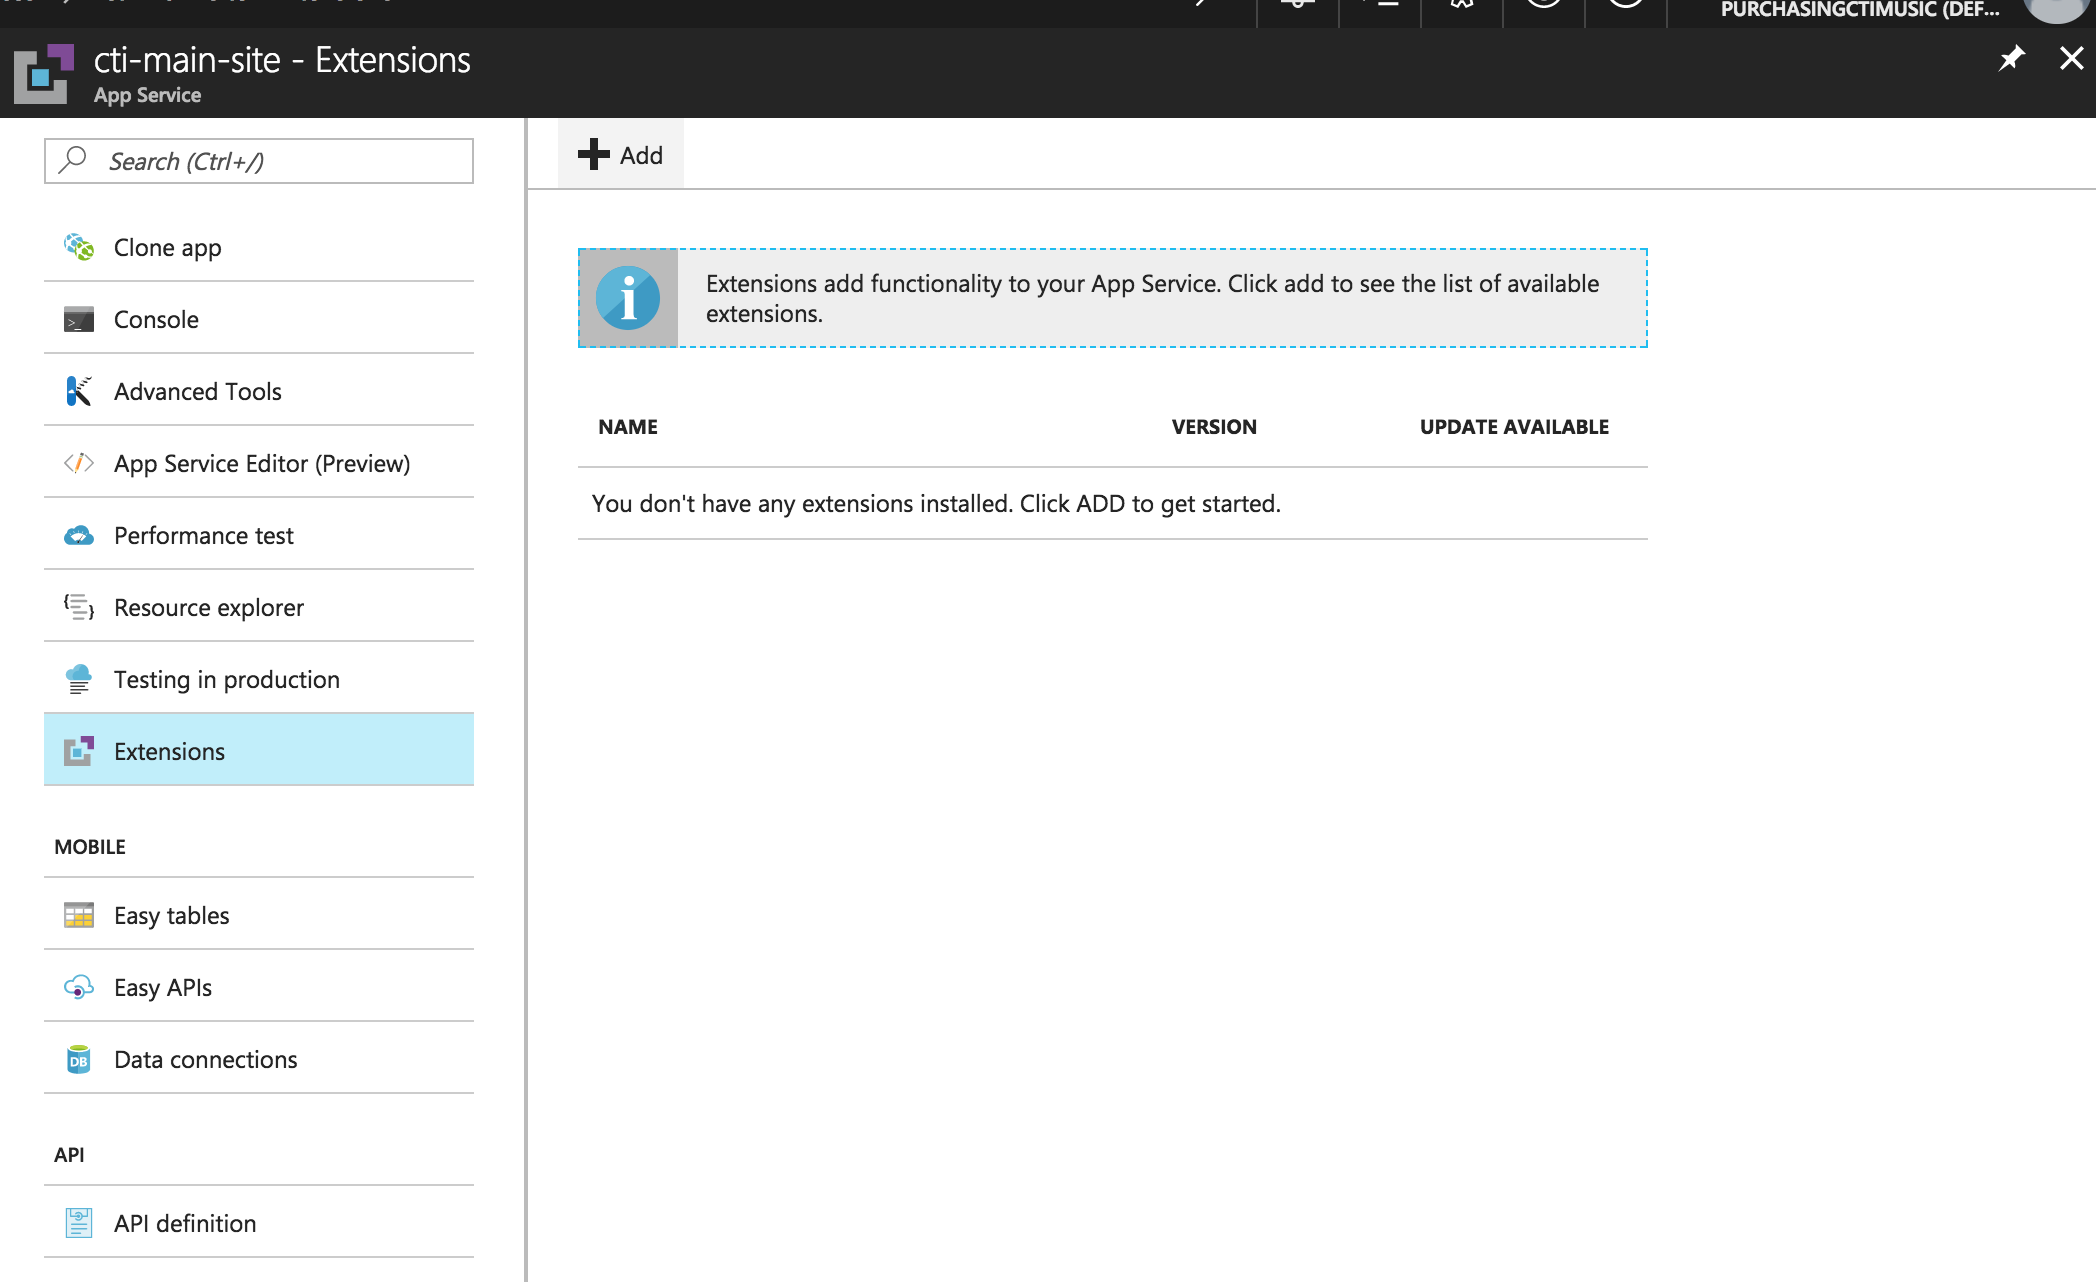 PURCHASINGCTIMUSIC (DEF...
cti-main-site - Extensions
App Service
Search (Ctrl+/)
Clone app
Console
Advanced Tools
App Service Editor (Preview)
Performance test
Resource explorer
Testing in production
Extensions
MOBILE
Easy tables
Easy APIs
DB
Data connections
API
API definition
Add
Extensions add functionality to your App Service. Click add to see the list of available
extensions.
NAME VERSION UPDATE AVAILABLE
You don't have any extensions installed. Click ADD to get started.